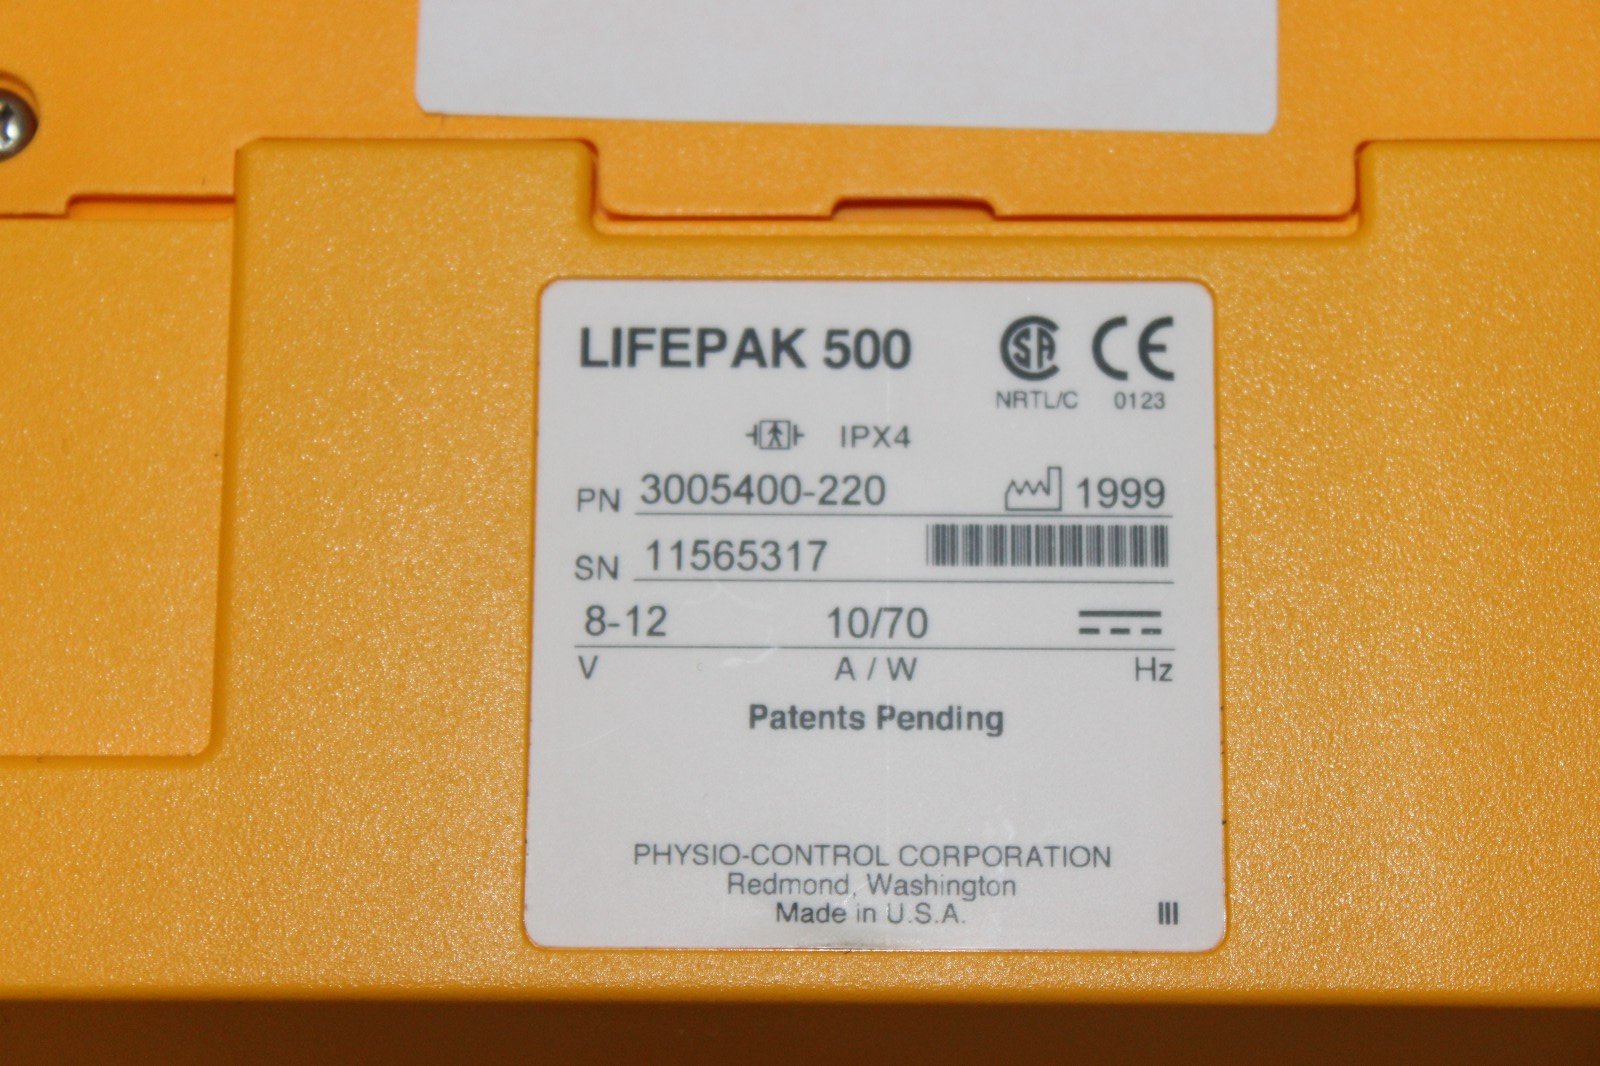 LIFEPAK 500
NRTL/C 0123
IPX4
PN 3005400-220 1999
SN 11565317
8-12 10/70
V A / W Hz
Patents Pending
PHYSIO-CONTROL CORPORATION
Redmond, Washington
Made in U.S.A. III